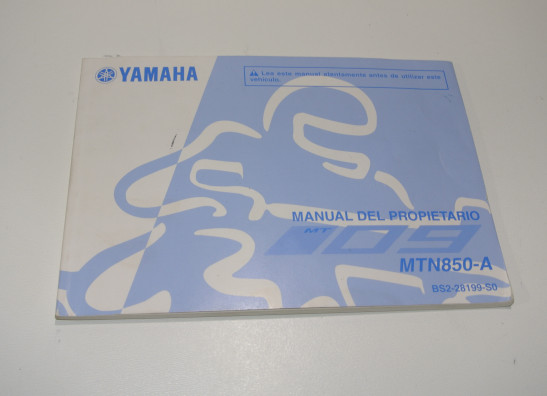 YAMAHA
Lea este manual atentamente antes de utilizar este
vehículo.
MANUAL DEL PROPIETARIO
MT 09
MTN850-A
BS2-28199-S0